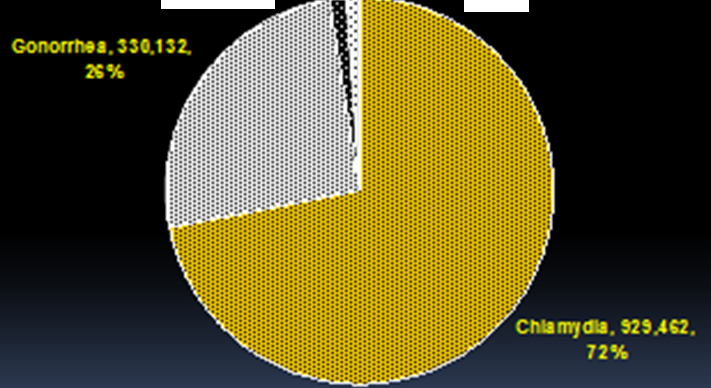 Gonorrhea, 330,132,
26%
Chlamydia, 929,462,
72%